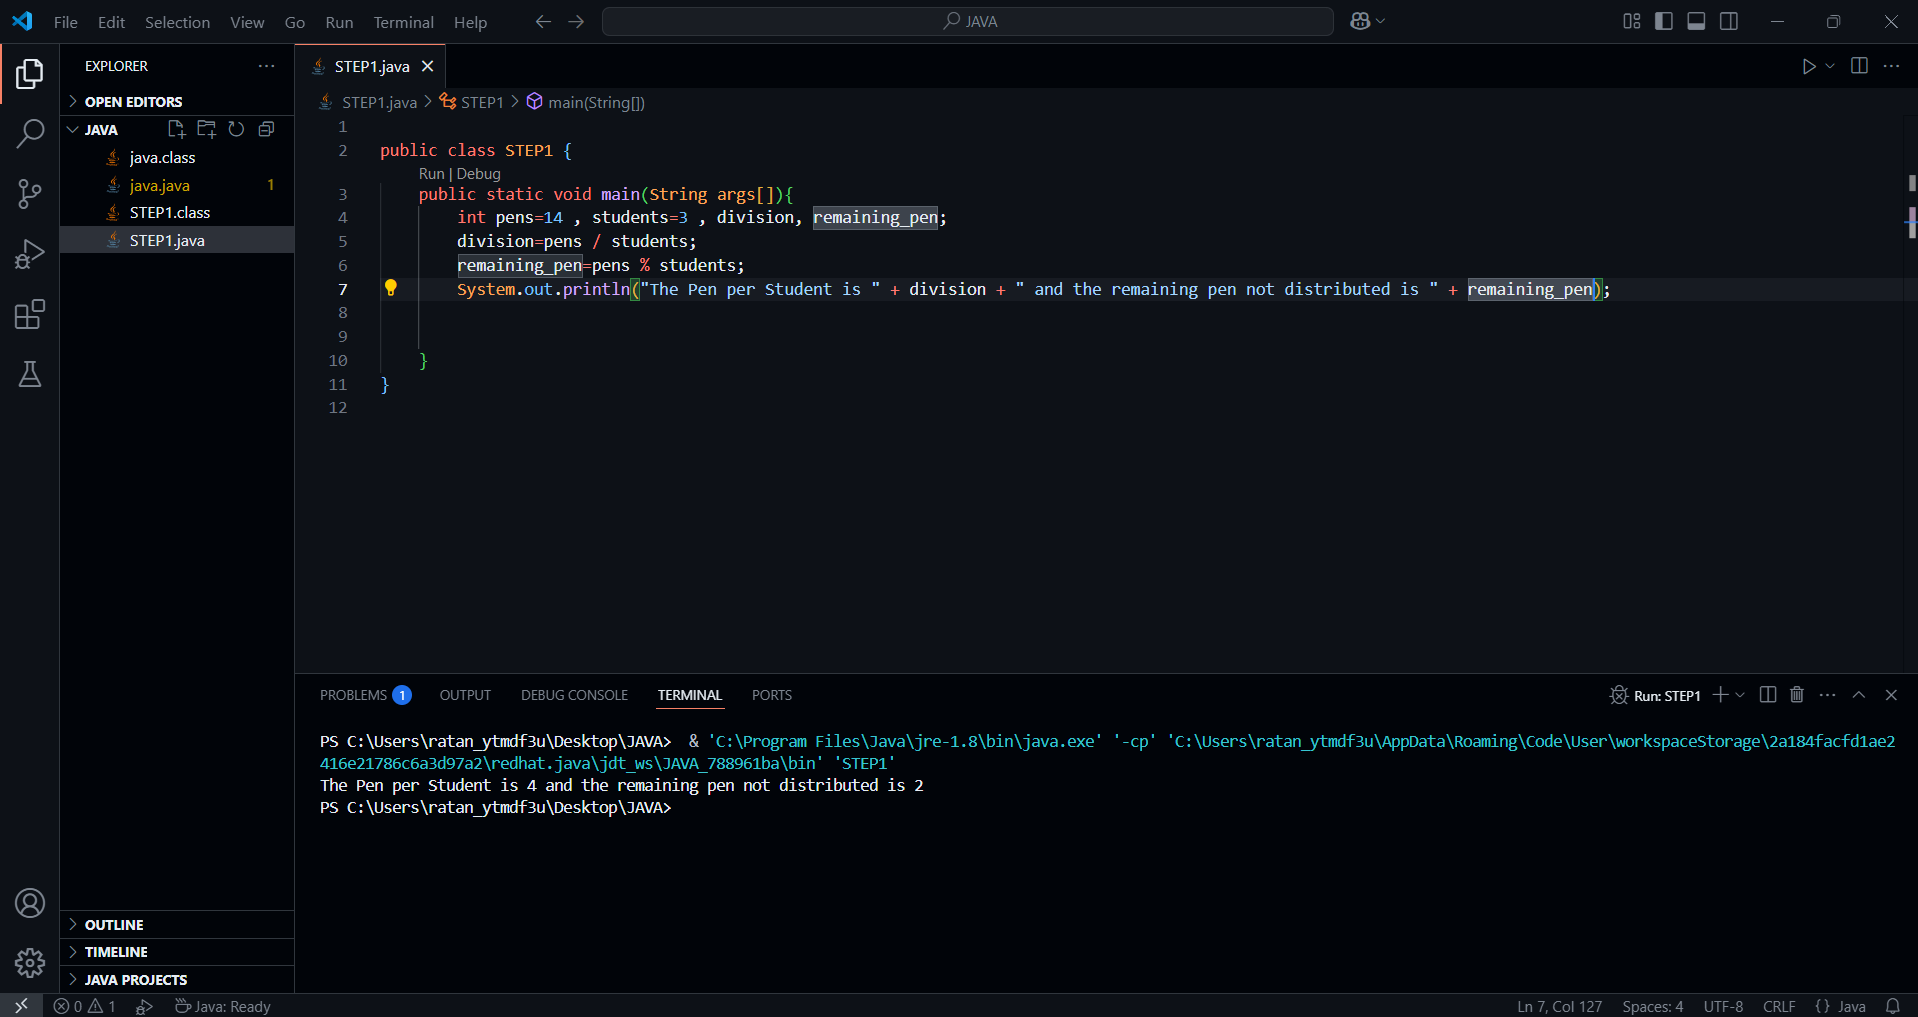 File Edit Selection View Go Run Terminal Help JAVA
EXPLORER
OPEN EDITORS
JAVA
java.class
java.java 1
STEP1.class
STEP1.java
OUTLINE
TIMELINE
JAVA PROJECTS
STEP1.java
STEP1.java > STEP1 > main(String[])
1
2 public class STEP1 {
Run | Debug
3 public static void main(String args[]){
4 int pens=14 , students=3 , division, remaining_pen;
5 division=pens / students;
6 remaining_pen=pens % students;
7 System.out.println("The Pen per Student is " + division + " and the remaining pen not distributed is " + remaining_pen);
8
9
10 }
11 }
12
PROBLEMS 1 OUTPUT DEBUG CONSOLE TERMINAL PORTS Run: STEP1
PS C:\Users\ratan_ytmdf3u\Desktop\JAVA>  & 'C:\Program Files\Java\jre-1.8\bin\java.exe' '-cp' 'C:\Users\ratan_ytmdf3u\AppData\Roaming\Code\User\workspaceStorage\2a184facfd1ae2
416e21786c6a3d97a2\redhat.java\jdt_ws\JAVA_788961ba\bin' 'STEP1'
The Pen per Student is 4 and the remaining pen not distributed is 2
PS C:\Users\ratan_ytmdf3u\Desktop\JAVA>
0 1 Java: Ready Ln 7, Col 127 Spaces: 4 UTF-8 CRLF {} Java